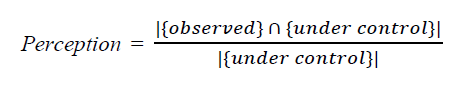 Perception = |{observed} ∩ {under control}| / |{under control}|